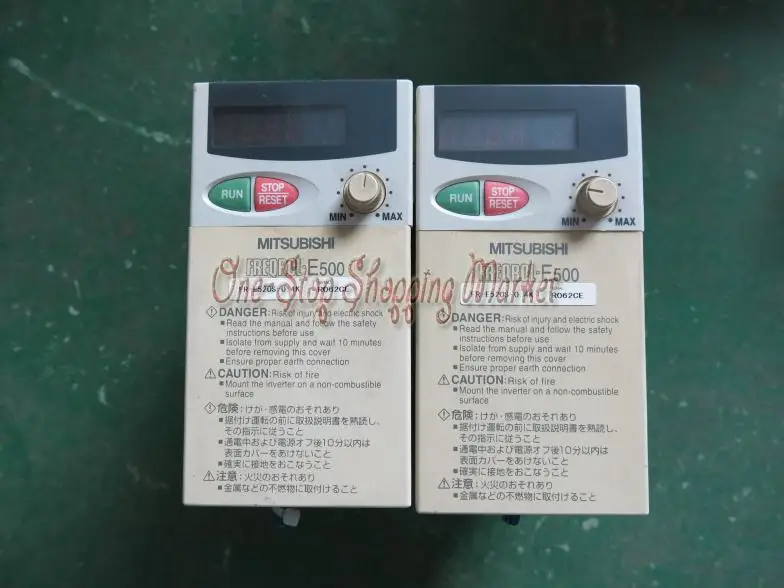 RUN
STOP
RESET
MIN
MAX
MITSUBISHI
FREQROL-E500
FR-E520S-0.4K
R062CE
DANGER: Risk of injury and electric shock
■ Read the manual and follow the safety
instructions before use
■ Isolate from supply and wait 10 minutes
before removing this cover
■ Ensure proper earth connection
CAUTION: Risk of fire
■ Mount the inverter on a non-combustible
surface
危険:けが・感電のおそれあり
■据付け運転の前に取扱説明書を熟読し、
その指示に従うこと
■通電中および電源オフ後10分以内は
表面カバーをあけないこと
■確実に接地をおこなうこと
注意:火災のおそれあり
■金属などの不燃物に取付けること
RUN
STOP
RESET
MIN
MAX
MITSUBISHI
FREQROL-E500
FR-E520S-0.4K
R062CE
DANGER: Risk of injury and electric shock
■ Read the manual and follow the safety
instructions before use
■ Isolate from supply and wait 10 minutes
before removing this cover
■ Ensure proper earth connection
CAUTION: Risk of fire
■ Mount the inverter on a non-combustible
surface
危険:けが・感電のおそれあり
■据付け運転の前に取扱説明書を熟読し、
その指示に従うこと
■通電中および電源オフ後10分以内は
表面カバーをあけないこと
■確実に接地をおこなうこと
注意:火災のおそれあり
■金属などの不燃物に取付けること
One Stop Shopping Market